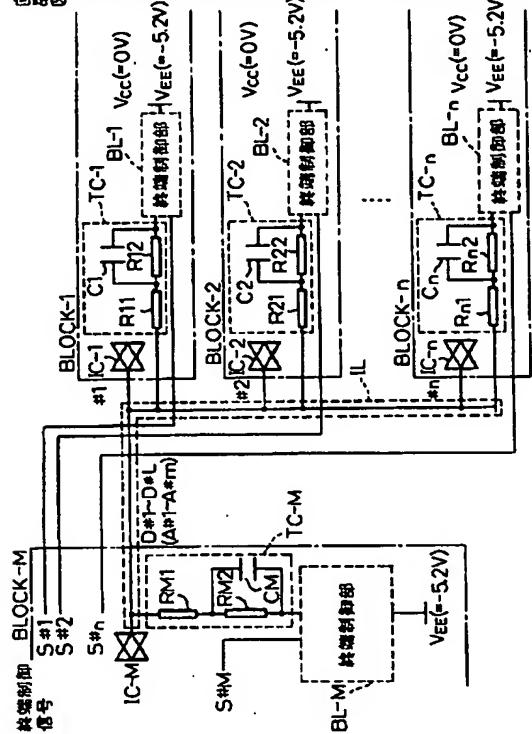 終端制御
信号
BLOCK-M
S#1
S#2
S#n
IC-M
D#1~D#L
(A#1~A#m)
RM1
RM2
CM
TC-M
S#M
終端制御部
BL-M
VEE(=-5.2V)
IL
BLOCK-1
#1
IC-1
R11
C1
R12
TC-1
BL-1
終端制御部
VCC(=0V)
VEE(=-5.2V)
BLOCK-2
#2
IC-2
R21
C2
R22
TC-2
BL-2
終端制御部
VCC(=0V)
VEE(=-5.2V)
BLOCK-n
#n
IC-n
Rn1
Cn
Rn2
TC-n
BL-n
終端制御部
VCC(=0V)
VEE(=-5.2V)